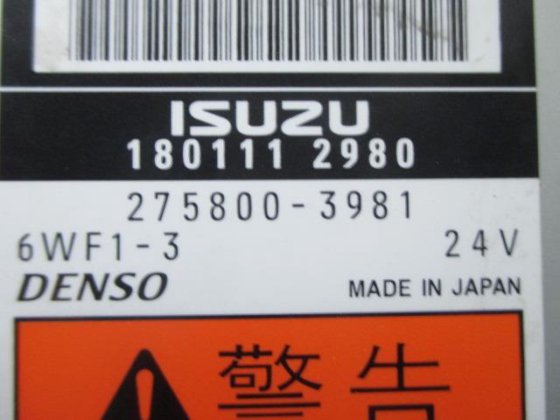 ISUZU
180111 2980
275800-3981
6WF1-3 24V
DENSO MADE IN JAPAN
警告